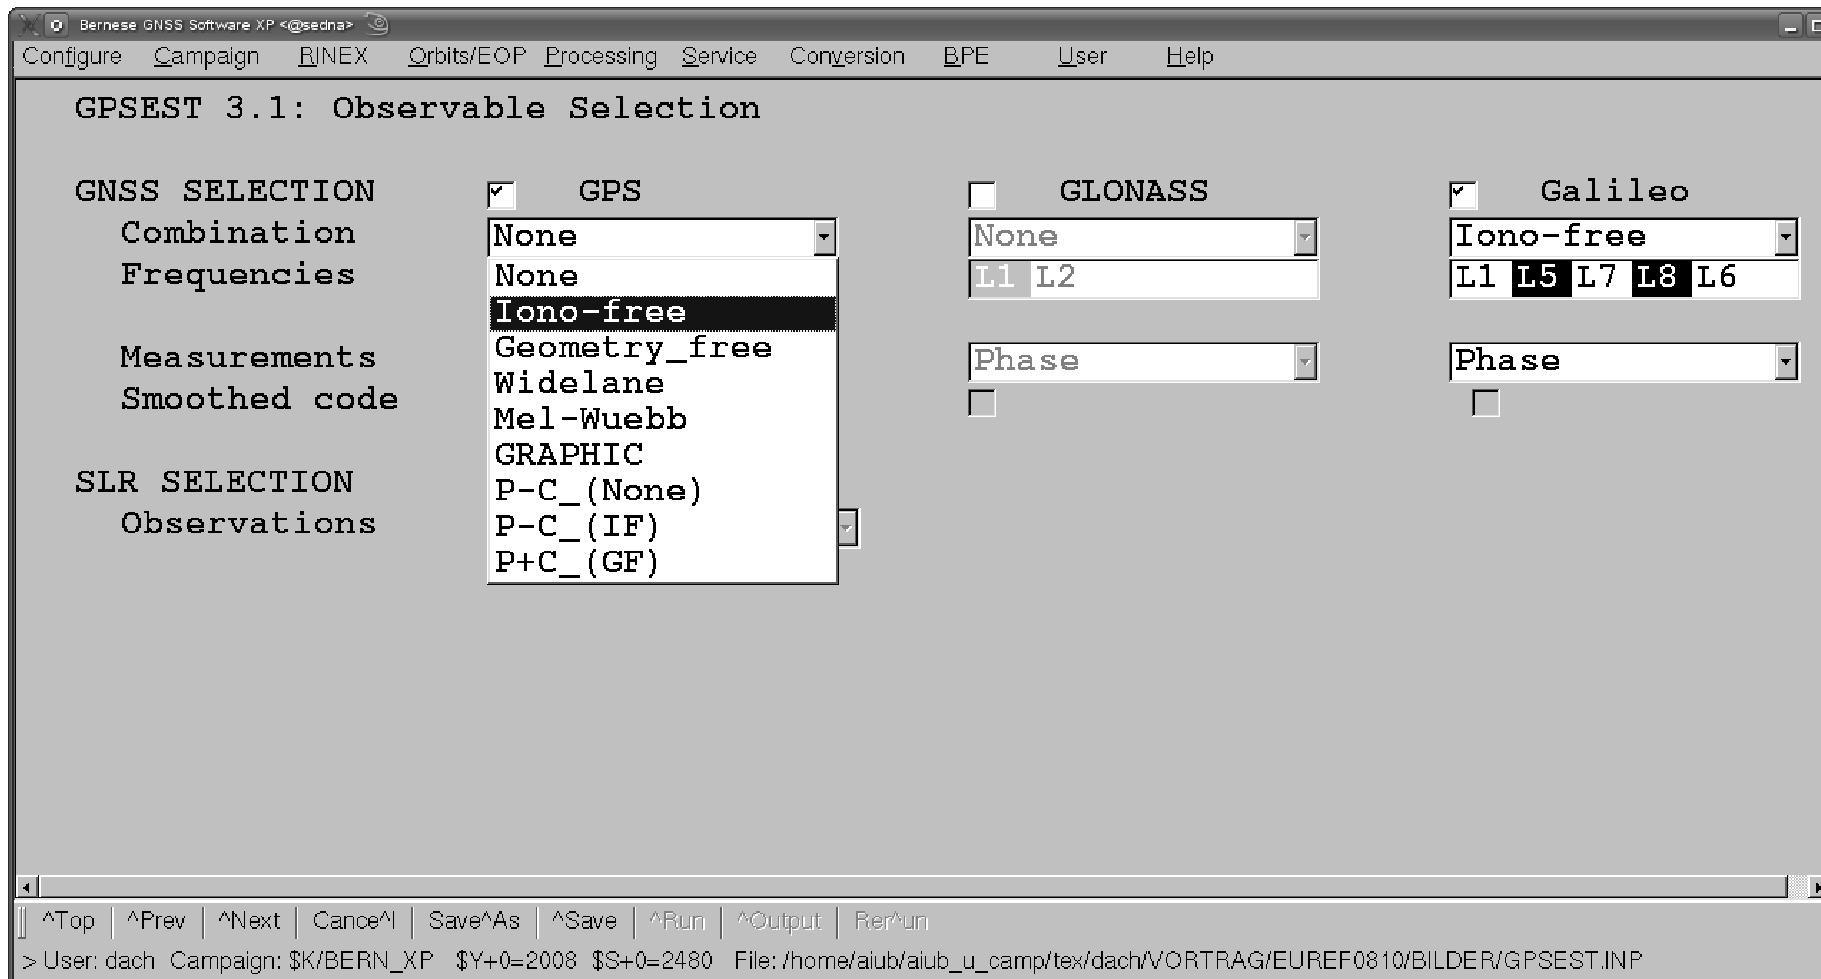 Bernese GNSS Software XP <@sedna>
Configure Campaign RINEX Orbits/EOP Processing Service Conversion BPE User Help
GPSEST 3.1: Observable Selection
GNSS SELECTION GPS GLONASS Galileo
Combination None None Iono-free
Frequencies None L1 L2 L1 L5 L7 L8 L6
Iono-free
Measurements Geometry_free Phase Phase
Widelane
Smoothed code Mel-Wuebb
GRAPHIC
SLR SELECTION P-C_(None)
Observations P-C_(IF)
P+C_(GF)
^Top ^Prev ^Next Cance^l Save^As ^Save ^Run ^Output Rer^un
> User: dach Campaign: $K/BERN_XP $Y+0=2008 $S+0=2480 File: /home/aiub/aiub_u_camp/tex/dach/VORTRAG/EUREF0810/BILDER/GPSEST.INP